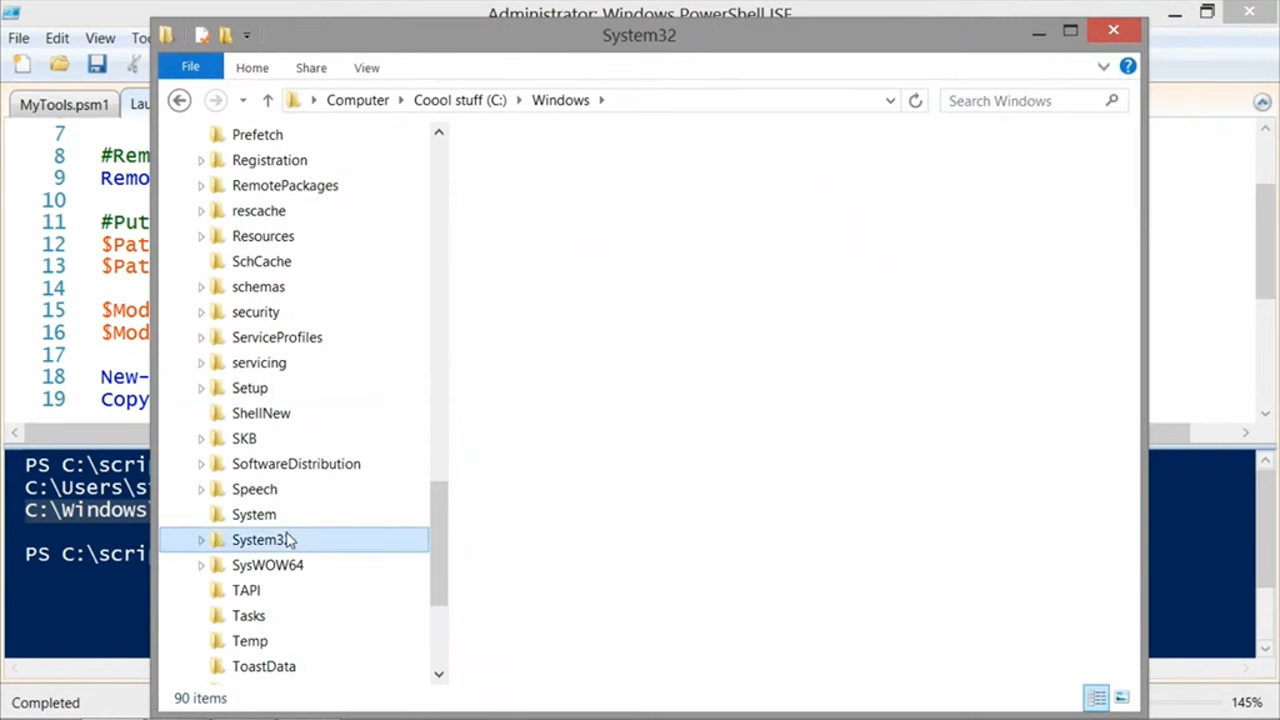 Administrator: Windows PowerShell ISE
File Edit View
System32
File Home Share View
Computer Coool stuff (C:) Windows
Search Windows
MyTools.psm1
7
8 #Rem
9 Remo
10
11 #Put
12 $Pat
13 $Pat
14
15 $Mod
16 $Mod
17
18 New-
19 Copy
Prefetch
Registration
RemotePackages
rescache
Resources
SchCache
schemas
security
ServiceProfiles
servicing
Setup
ShellNew
SKB
SoftwareDistribution
Speech
System
System32
SysWOW64
TAPI
Tasks
Temp
ToastData
PS C:\scri
C:\Users\s
C:\Windows
PS C:\scri
90 items
Completed
145%